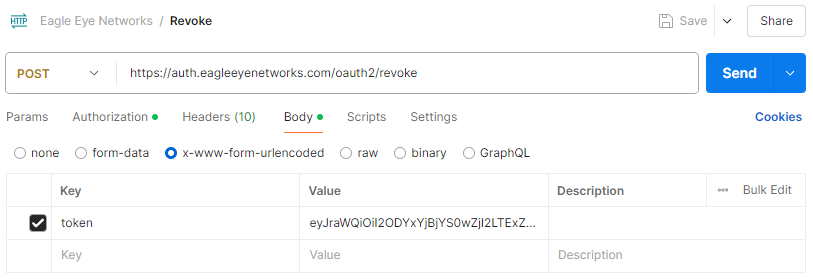 HTTP Eagle Eye Networks / Revoke Save Share
POST https://auth.eagleeyenetworks.com/oauth2/revoke Send
Params Authorization Headers (10) Body Scripts Settings Cookies
none form-data x-www-form-urlencoded raw binary GraphQL
Key Value Description ••• Bulk Edit
token eyJraWQiOiI2ODYxYjBjYS0wZjI2LTExZ...
Key Value Description